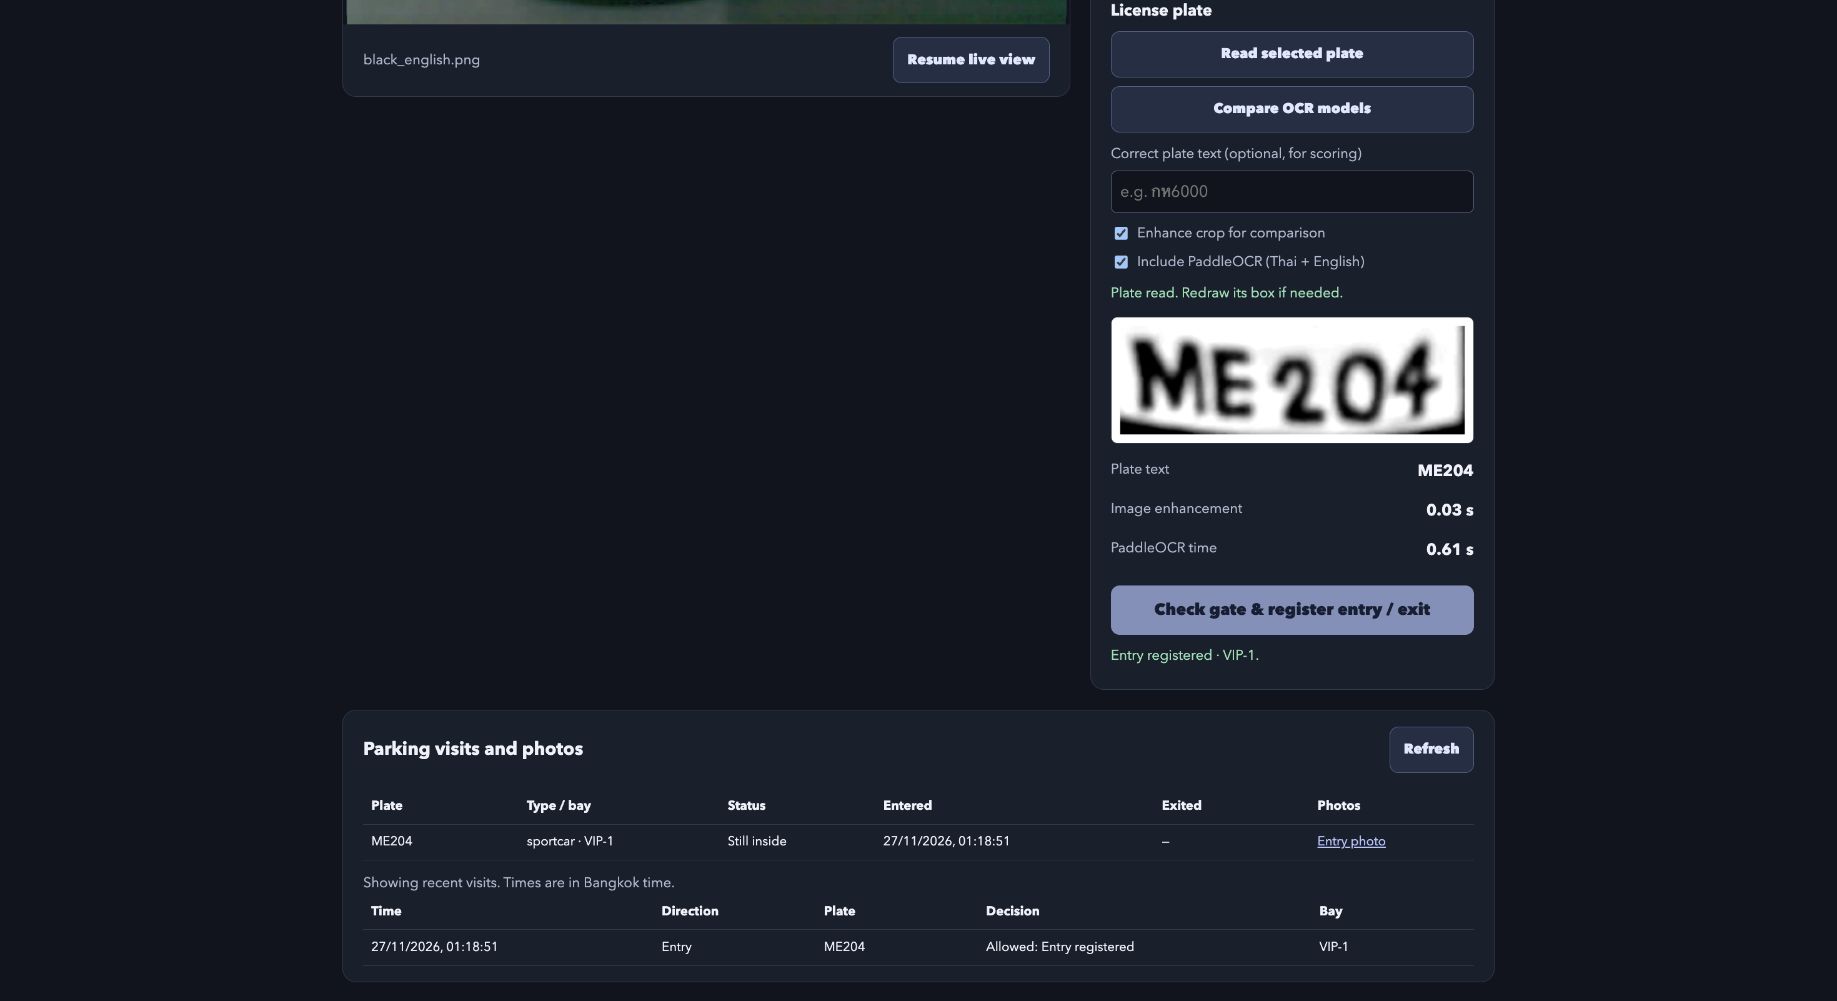 black_english.png
Resume live view
License plate
Read selected plate
Compare OCR models
Correct plate text (optional, for scoring)
e.g. กท6000
Enhance crop for comparison
Include PaddleOCR (Thai + English)
Plate read. Redraw its box if needed.
ME204
Plate text ME204
Image enhancement 0.03 s
PaddleOCR time 0.61 s
Check gate & register entry / exit
Entry registered · VIP-1.
Parking visits and photos
Refresh
Plate Type / bay Status Entered Exited Photos
ME204 sportcar · VIP-1 Still inside 27/11/2026, 01:18:51 – Entry photo
Showing recent visits. Times are in Bangkok time.
Time Direction Plate Decision Bay
27/11/2026, 01:18:51 Entry ME204 Allowed: Entry registered VIP-1